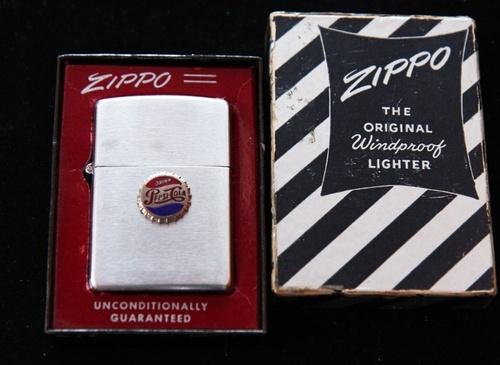 ZIPPO
DRINK
Pepsi-Cola
UNCONDITIONALLY
GUARANTEED
ZIPPO
THE
ORIGINAL
Windproof
LIGHTER